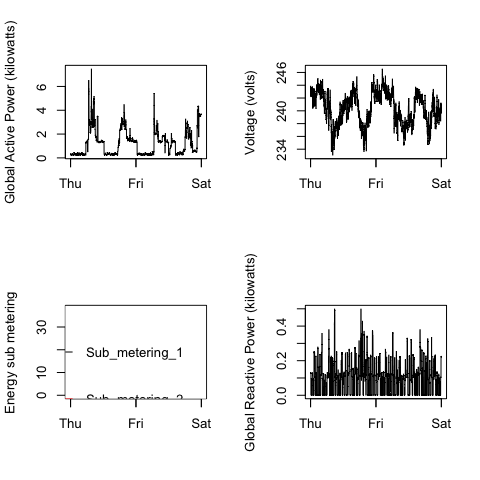 Global Active Power (kilowatts)
6
4
2
0
Thu
Fri
Sat
Voltage (volts)
246
240
234
Thu
Fri
Sat
Energy sub metering
30
10
0
Sub_metering_1
Sub_metering_2
Thu
Fri
Sat
Global Reactive Power (kilowatts)
0.4
0.2
0.0
Thu
Fri
Sat